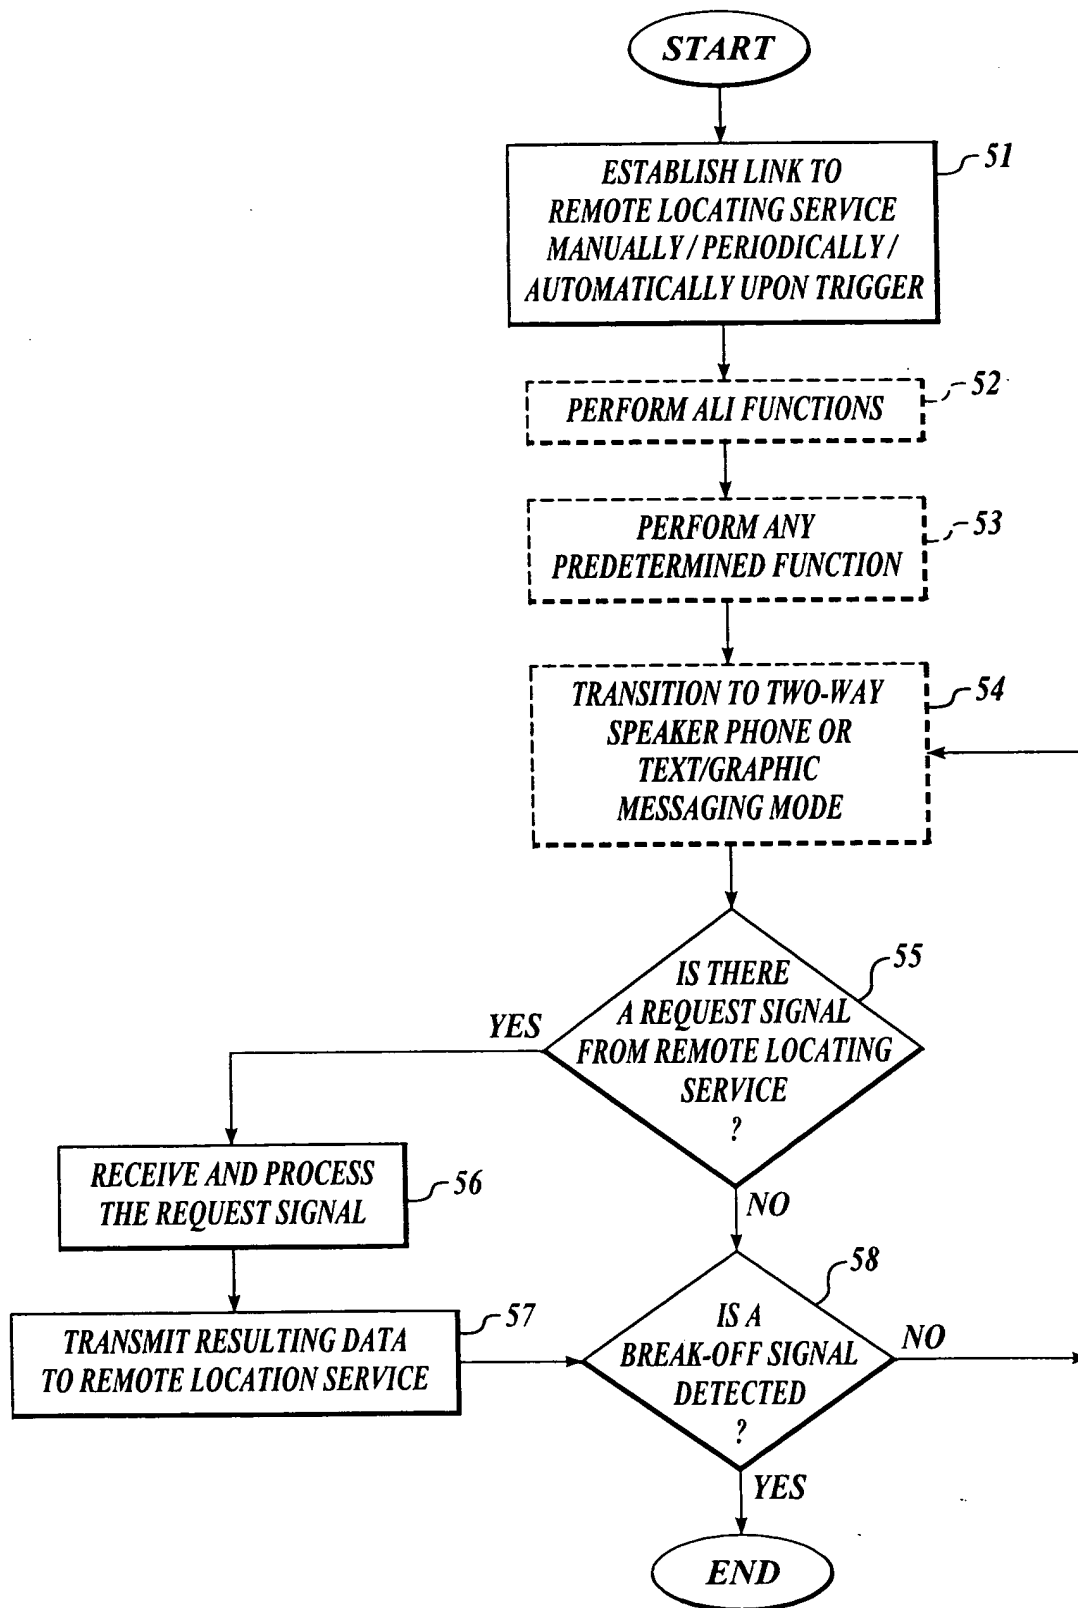 START
ESTABLISH LINK TO
REMOTE LOCATING SERVICE
MANUALLY / PERIODICALLY /
AUTOMATICALLY UPON TRIGGER
51
PERFORM ALI FUNCTIONS
52
PERFORM ANY
PREDETERMINED FUNCTION
53
TRANSITION TO TWO-WAY
SPEAKER PHONE OR
TEXT/GRAPHIC
MESSAGING MODE
54
IS THERE
A REQUEST SIGNAL
FROM REMOTE LOCATING
SERVICE
?
55
YES
NO
RECEIVE AND PROCESS
THE REQUEST SIGNAL
56
TRANSMIT RESULTING DATA
TO REMOTE LOCATION SERVICE
57
IS A
BREAK-OFF SIGNAL
DETECTED
?
58
NO
YES
END